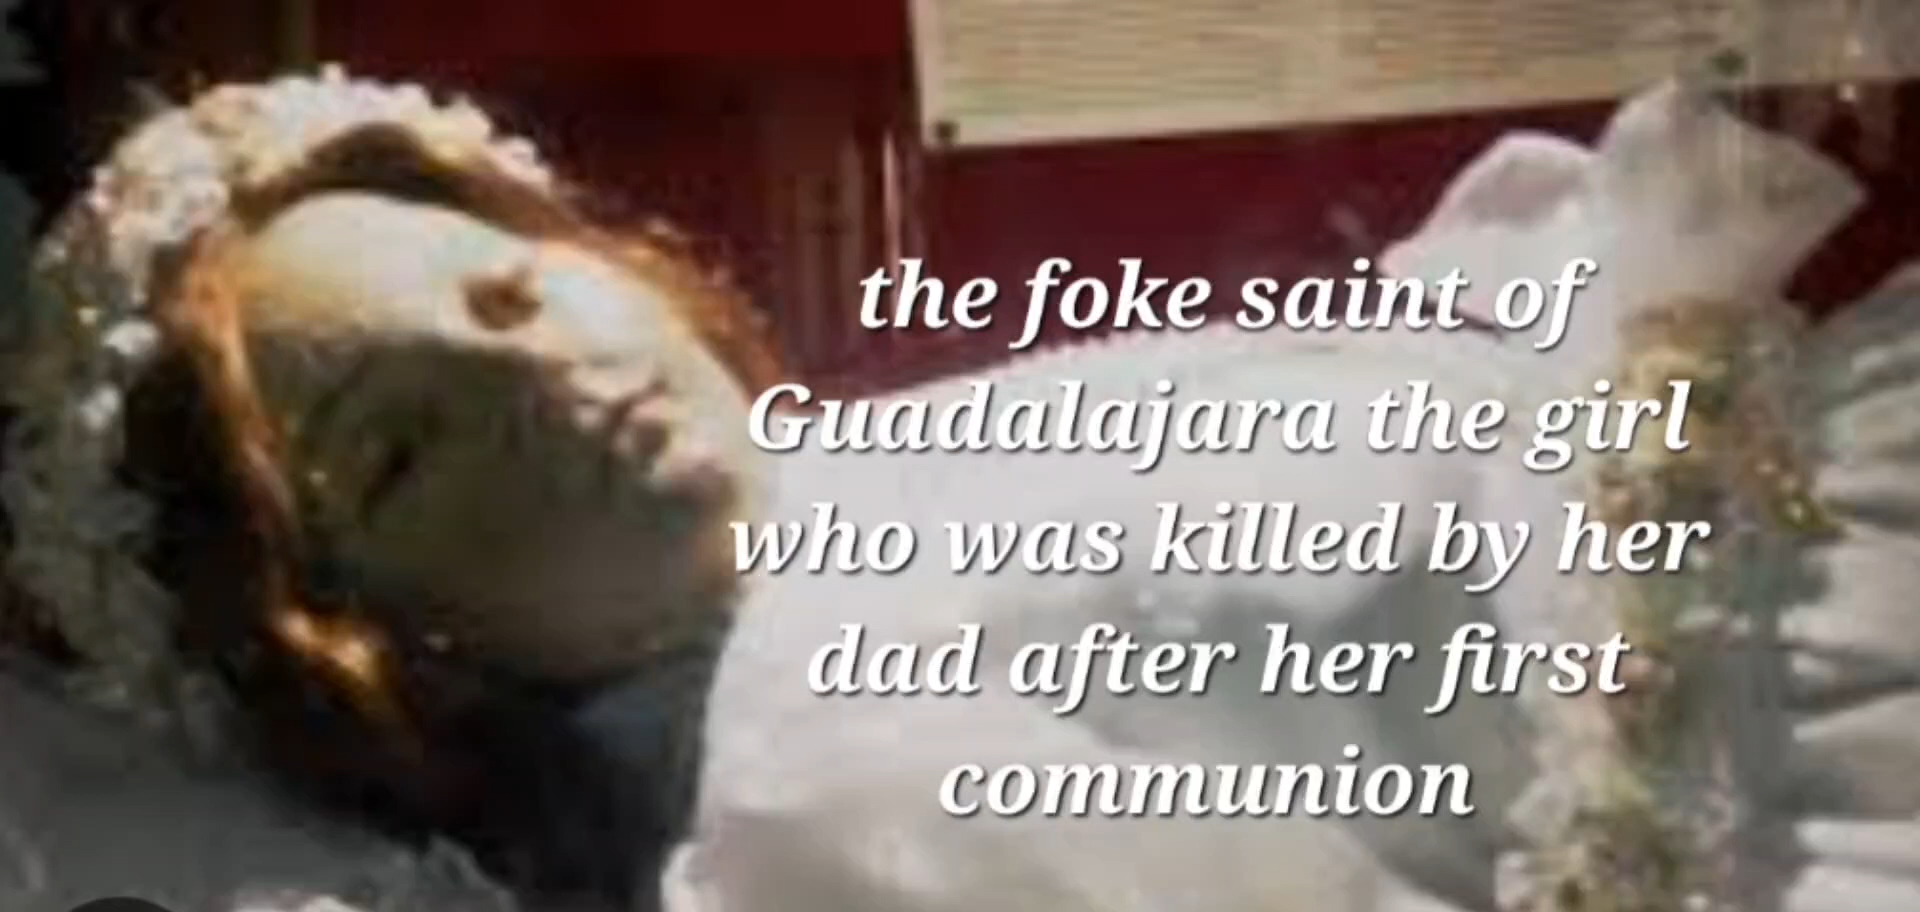 the foke saint of
Guadalajara the girl
who was killed by her
dad after her first
communion